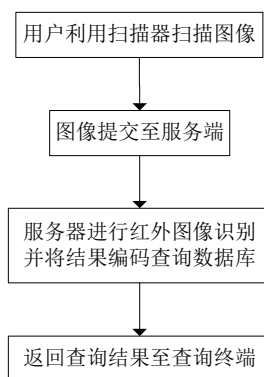 用户利用扫描器扫描图像
图像提交至服务端
服务器进行红外图像识别
并将结果编码查询数据库
返回查询结果至查询终端